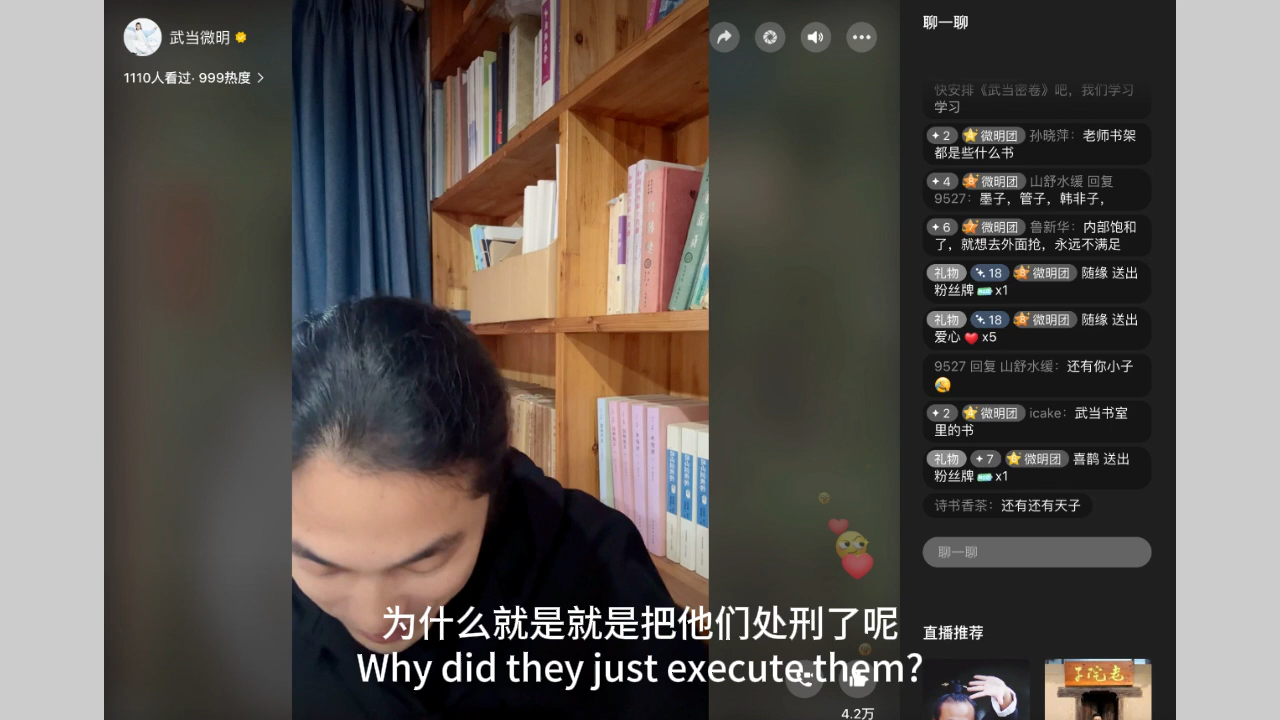 武当微明
1110人看过· 999热度 >
聊一聊
快安排《武当密卷》吧，我们学习
学习
2 微明团 孙晓萍：老师书架
都是些什么书
4 微明团 山舒水缓 回复
9527：墨子，管子，韩非子，
6 微明团 鲁新华：内部饱和
了，就想去外面抢，永远不满足
礼物 18 微明团 随缘 送出
粉丝牌 x1
礼物 18 微明团 随缘 送出
爱心 x5
9527 回复 山舒水缓：还有你小子
2 微明团 icake：武当书室
里的书
礼物 7 微明团 喜鹊 送出
粉丝牌 x1
诗书香茶：还有还有天子
聊一聊
直播推荐
为什么就是就是把他们处刑了呢
Why did they just execute them?
4.2万